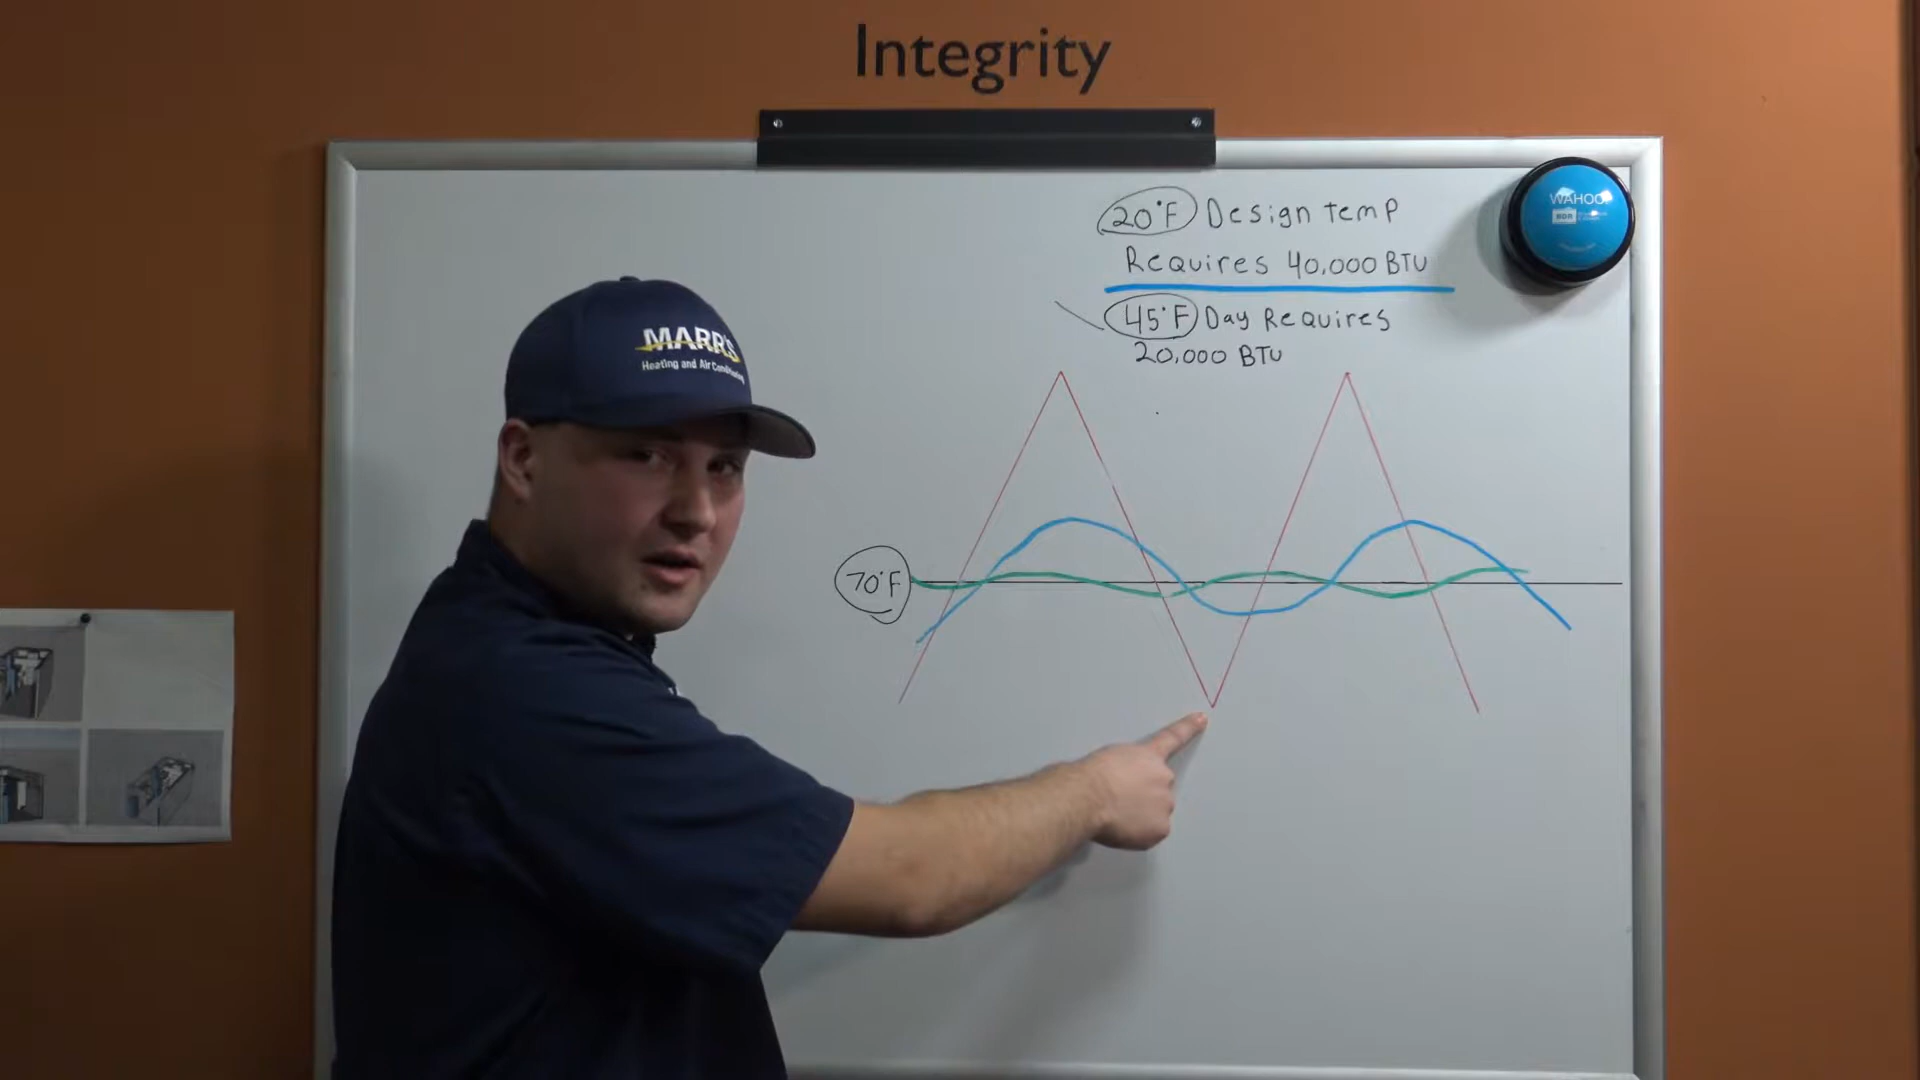 Integrity
20°F Design temp
Requires 40,000 BTU
45°F Day Requires
20,000 BTU
WAHOO!
BDR
MARR'S
Heating and Air Conditioning
70°F